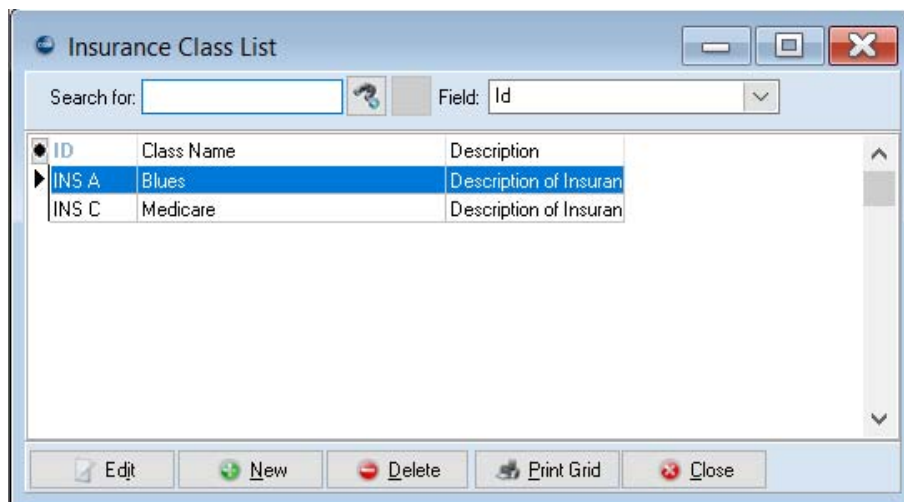 Insurance Class List
Search for: Field: Id
ID Class Name Description
INS A Blues Description of Insuran
INS C Medicare Description of Insuran
Edit New Delete Print Grid Close